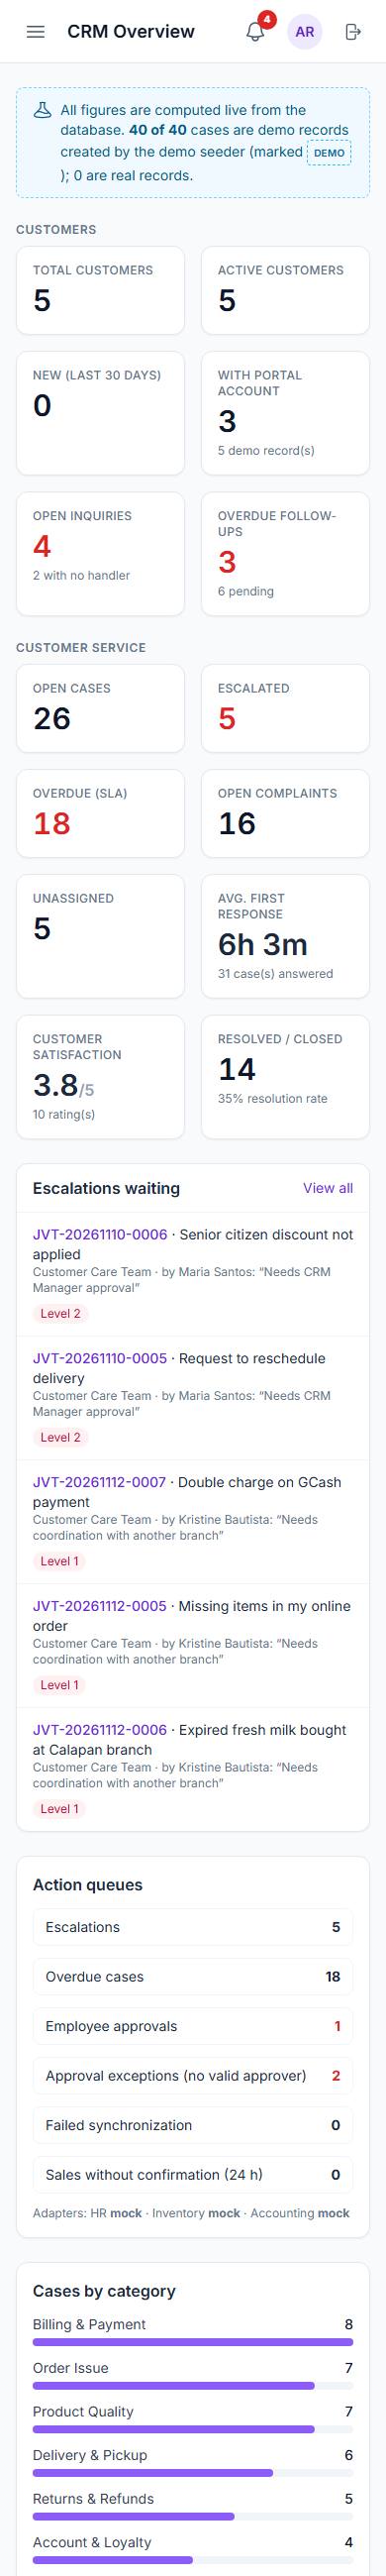 CRM Overview
4
AR
All figures are computed live from the
database. 40 of 40 cases are demo records
created by the demo seeder (marked DEMO
); 0 are real records.
CUSTOMERS
TOTAL CUSTOMERS
5
ACTIVE CUSTOMERS
5
NEW (LAST 30 DAYS)
0
WITH PORTAL
ACCOUNT
3
5 demo record(s)
OPEN INQUIRIES
4
2 with no handler
OVERDUE FOLLOW-
UPS
3
6 pending
CUSTOMER SERVICE
OPEN CASES
26
ESCALATED
5
OVERDUE (SLA)
18
OPEN COMPLAINTS
16
UNASSIGNED
5
AVG. FIRST
RESPONSE
6h 3m
31 case(s) answered
CUSTOMER
SATISFACTION
3.8/5
10 rating(s)
RESOLVED / CLOSED
14
35% resolution rate
Escalations waiting
View all
JVT-20261110-0006 · Senior citizen discount not
applied
Customer Care Team · by Maria Santos: “Needs CRM
Manager approval”
Level 2
JVT-20261110-0005 · Request to reschedule
delivery
Customer Care Team · by Maria Santos: “Needs CRM
Manager approval”
Level 2
JVT-20261112-0007 · Double charge on GCash
payment
Customer Care Team · by Kristine Bautista: “Needs
coordination with another branch”
Level 1
JVT-20261112-0005 · Missing items in my online
order
Customer Care Team · by Kristine Bautista: “Needs
coordination with another branch”
Level 1
JVT-20261112-0006 · Expired fresh milk bought
at Calapan branch
Customer Care Team · by Kristine Bautista: “Needs
coordination with another branch”
Level 1
Action queues
Escalations 5
Overdue cases 18
Employee approvals 1
Approval exceptions (no valid approver) 2
Failed synchronization 0
Sales without confirmation (24 h) 0
Adapters: HR mock · Inventory mock · Accounting mock
Cases by category
Billing & Payment 8
Order Issue 7
Product Quality 7
Delivery & Pickup 6
Returns & Refunds 5
Account & Loyalty 4